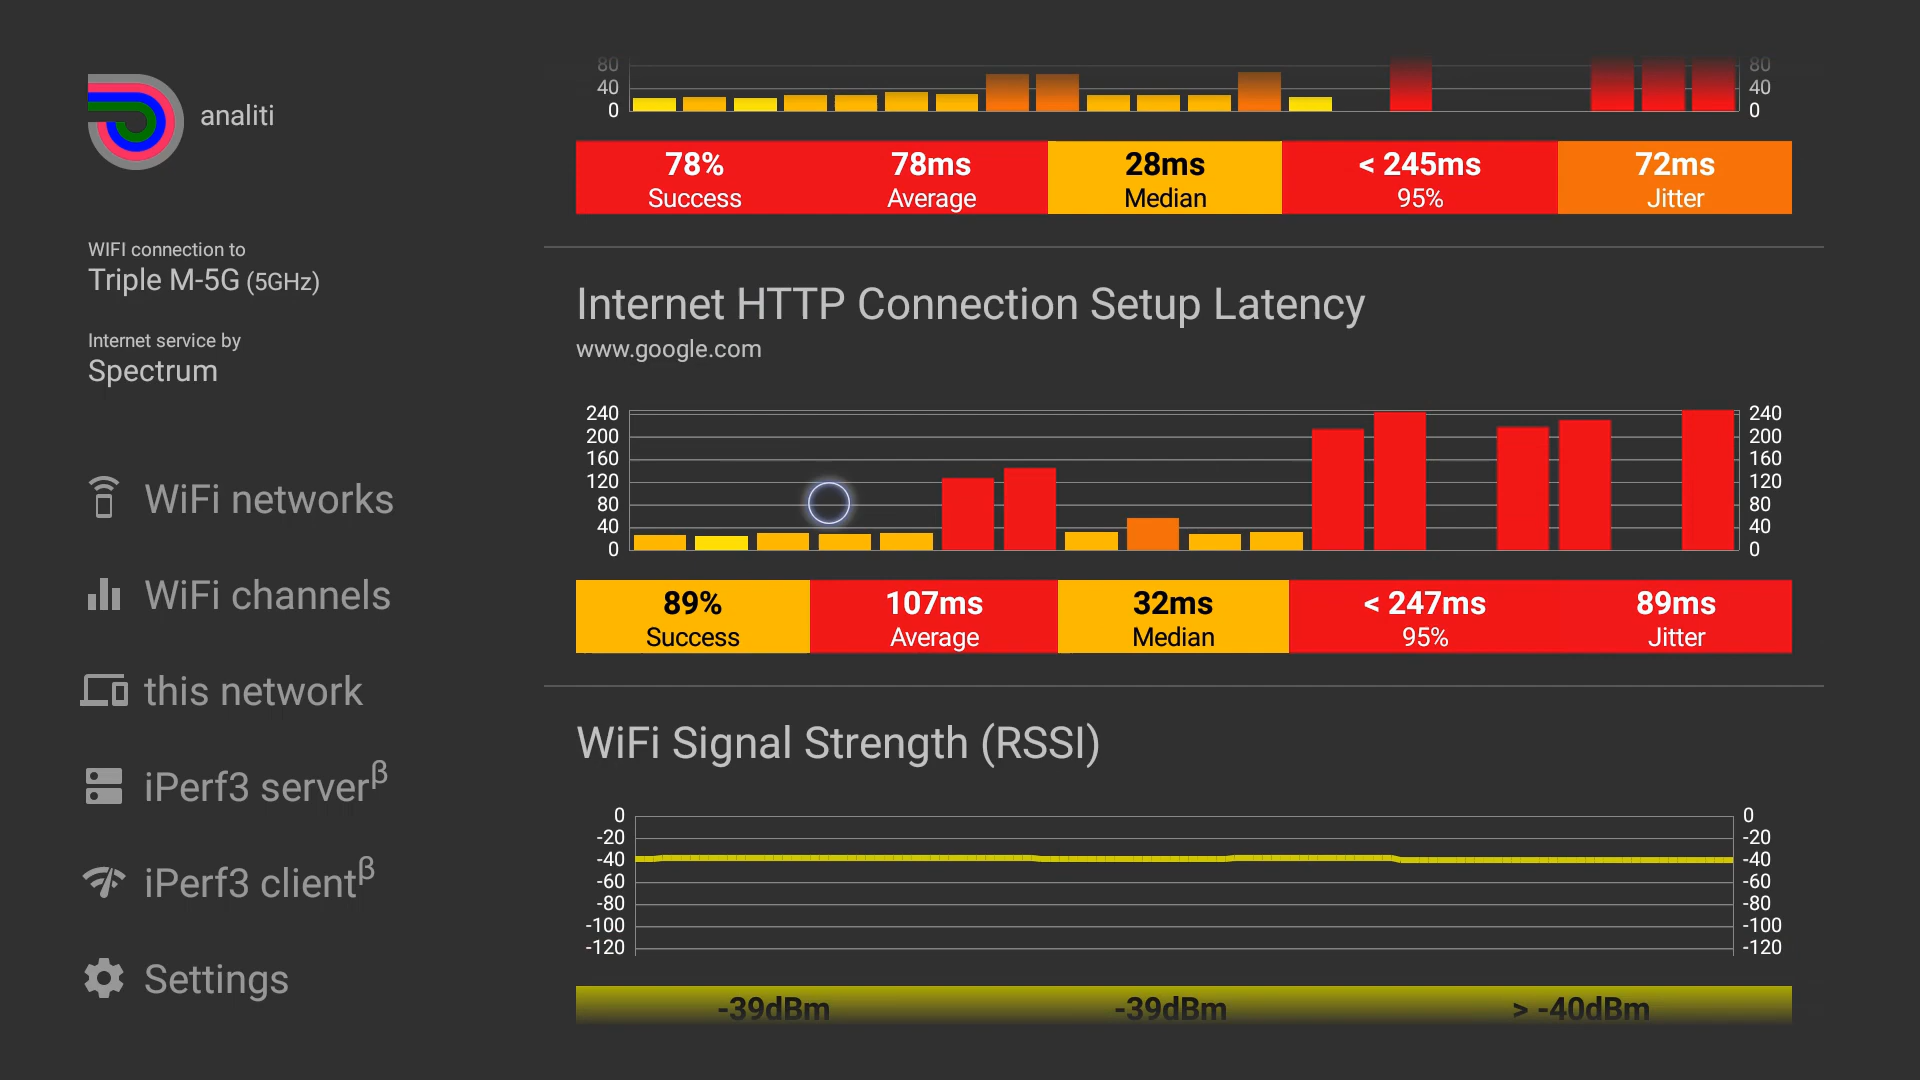 analiti
WIFI connection to
Triple M-5G (5GHz)
Internet service by
Spectrum
WiFi networks
WiFi channels
this network
iPerf3 serverβ
iPerf3 clientβ
Settings
80 80
40 40
0 0
78% 78ms 28ms < 245ms 72ms
Success Average Median 95% Jitter
Internet HTTP Connection Setup Latency
www.google.com
240 240
200 200
160 160
120 120
80 80
40 40
0 0
89% 107ms 32ms < 247ms 89ms
Success Average Median 95% Jitter
WiFi Signal Strength (RSSI)
0 0
-20 -20
-40 -40
-60 -60
-80 -80
-100 -100
-120 -120
-39dBm -39dBm > -40dBm